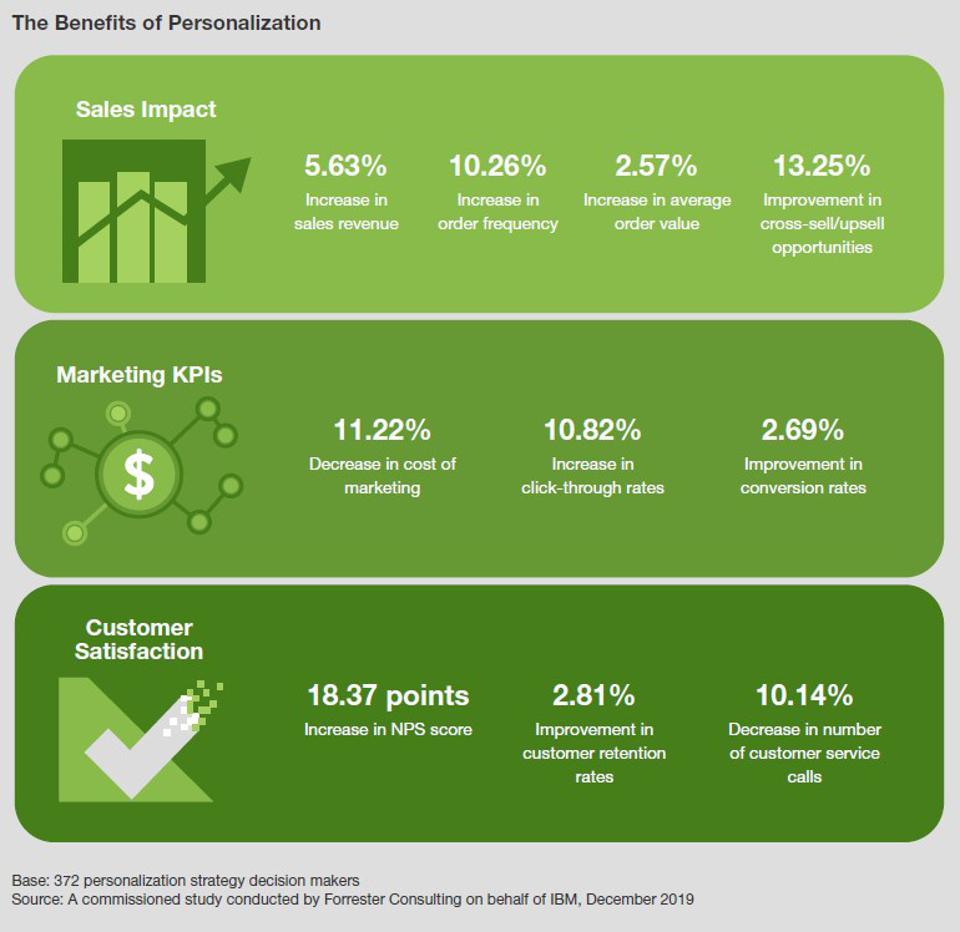 The Benefits of Personalization
Sales Impact
5.63%
Increase in
sales revenue
10.26%
Increase in
order frequency
2.57%
Increase in average
order value
13.25%
Improvement in
cross-sell/upsell
opportunities
Marketing KPIs
$
11.22%
Decrease in cost of
marketing
10.82%
Increase in
click-through rates
2.69%
Improvement in
conversion rates
Customer
Satisfaction
18.37 points
Increase in NPS score
2.81%
Improvement in
customer retention
rates
10.14%
Decrease in number
of customer service
calls
Base: 372 personalization strategy decision makers
Source: A commissioned study conducted by Forrester Consulting on behalf of IBM, December 2019